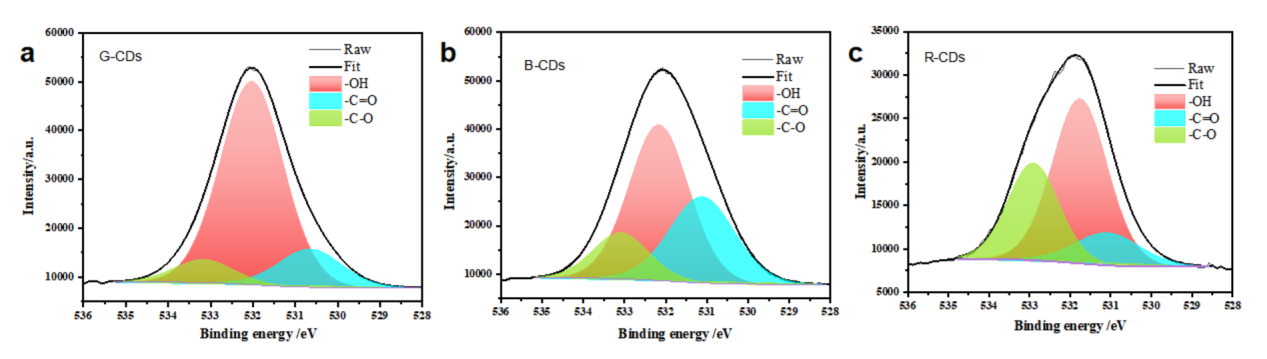 a
G-CDs
Raw
Fit
-OH
-C=O
-C-O
60000
50000
40000
30000
20000
10000
Intensity/a.u.
536 535 534 533 532 531 530 529 528
Binding energy /eV
b
B-CDs
Raw
Fit
-OH
-C=O
-C-O
60000
50000
40000
30000
20000
10000
Intensity/a.u.
536 535 534 533 532 531 530 529 528
Binding energy /eV
c
R-CDs
Raw
Fit
-OH
-C=O
-C-O
35000
30000
25000
20000
15000
10000
5000
Intensity/a.u.
536 535 534 533 532 531 530 529 528
Binding energy /eV